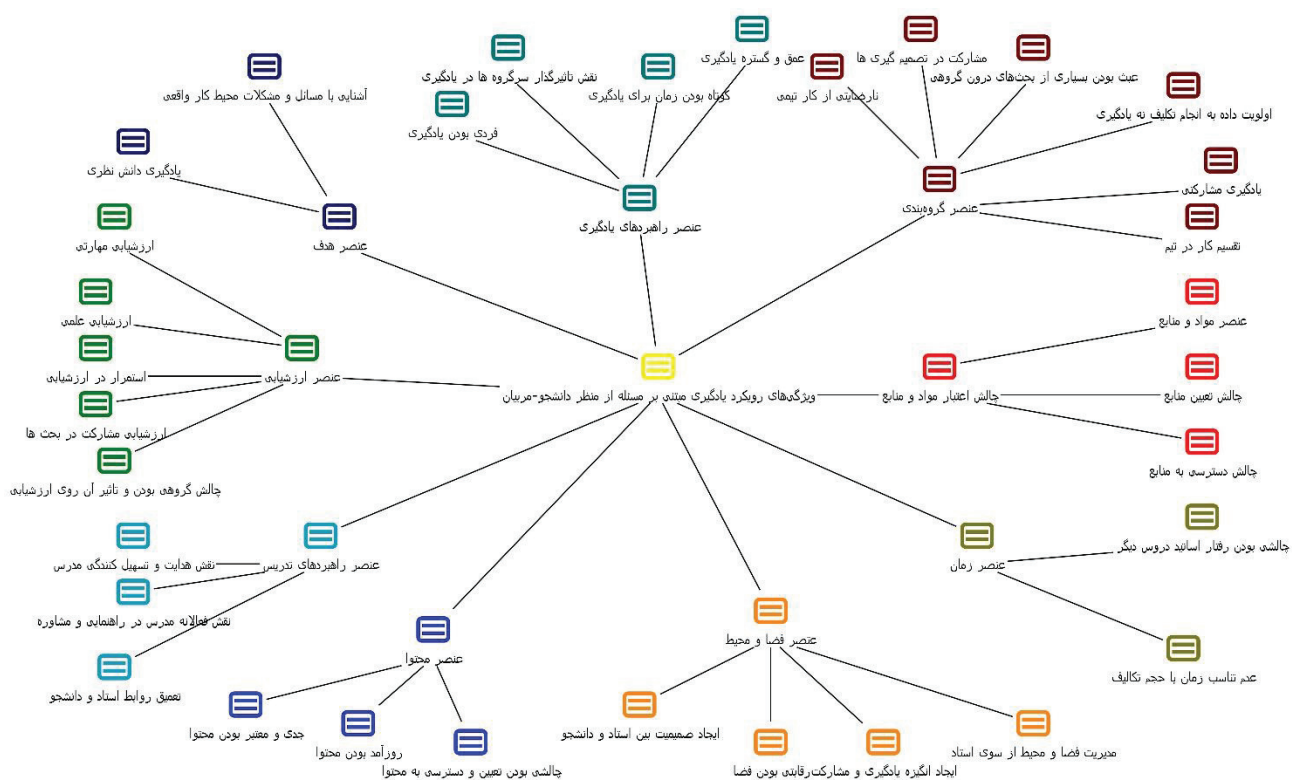 عمق و گستره یادگیری
مشارکت در تصمیم گیری ها
نقش تاثیرگذار سرگروه ها در یادگیری
عبث بودن بسیاری از بحث‌های درون گروهی
آشنایی با مسائل و مشکلات محیط کار واقعی
کوتاه بودن زمان برای یادگیری
نارضایتی از کار تیمی
اولویت داده به انجام تکلیف نه یادگیری
فردی بودن یادگیری
یادگیری دانش نظری
یادگیری مشارکتی
عنصر گروه‌بندی
عنصر راهبردهای یادگیری
عنصر هدف
ارزشیابی مهارتی
تقسیم کار در تیم
ارزشیابی علمی
عنصر مواد و منابع
استمرار در ارزشیابی
عنصر ارزشیابی
ویژگی‌های رویکرد یادگیری مبتنی بر مسئله از منظر دانشجو-مربیان
چالش اعتبار مواد و منابع
چالش تعیین منابع
ارزشیابی مشارکت در بحث ها
چالش دسترسی به منابع
چالش گروهی بودن و تاثیر آن روی ارزشیابی
چالشی بودن رفتار اساتید دروس دیگر
نقش هدایت و تسهیل کنندگی مدرس
عنصر راهبردهای تدریس
عنصر زمان
نقش فعالانه مدرس در راهنمایی و مشاوره
عنصر فضا و محیط
عنصر محتوا
عدم تناسب زمان با حجم تکالیف
تعمیق روابط استاد و دانشجو
جدی و معتبر بودن محتوا
روزآمد بودن محتوا
چالشی بودن تعیین و دسترسی به محتوا
ایجاد صمیمیت بین استاد و دانشجو
رقابتی بودن فضا
ایجاد انگیزه یادگیری و مشارکت
مدیریت فضا و محیط از سوی استاد